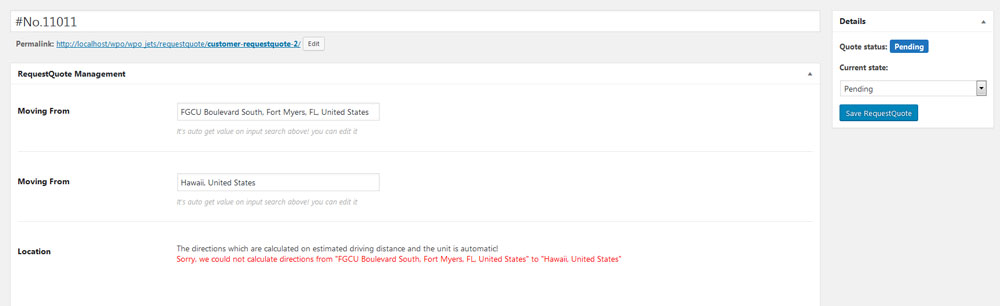 #No.11011
Permalink: http://localhost/wpo/wpo_jets/requestquote/customer-requestquote-2/ Edit
RequestQuote Management
Moving From
FGCU Boulevard South, Fort Myers, FL, United States
It's auto get value on input search above! you can edit it
Moving From
Hawaii, United States
It's auto get value on input search above! you can edit it
Location
The directions which are calculated on estimated driving distance and the unit is automatic!
Sorry, we could not calculate directions from "FGCU Boulevard South, Fort Myers, FL, United States" to "Hawaii, United States"
Details
Quote status: Pending
Current state:
Pending
Save RequestQuote